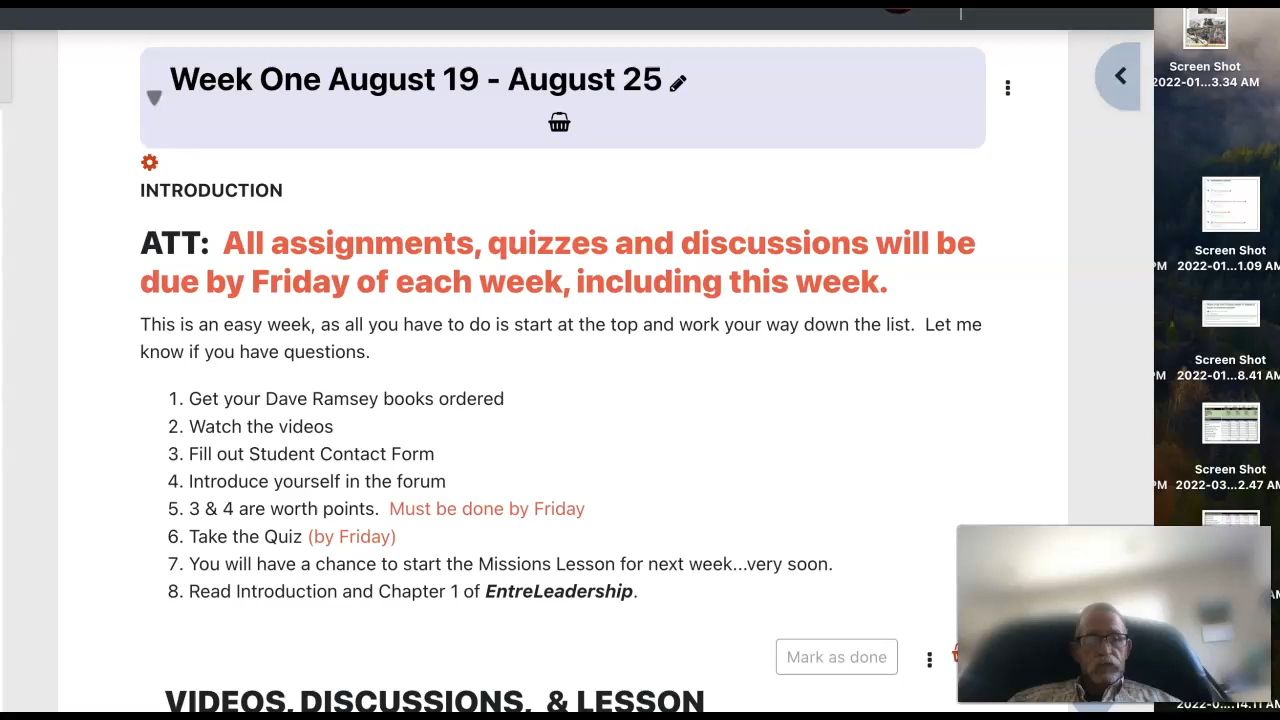 Week One August 19 - August 25
INTRODUCTION
ATT:  All assignments, quizzes and discussions will be
due by Friday of each week, including this week.
This is an easy week, as all you have to do is start at the top and work your way down the list.  Let me
know if you have questions.
1. Get your Dave Ramsey books ordered
2. Watch the videos
3. Fill out Student Contact Form
4. Introduce yourself in the forum
5. 3 & 4 are worth points.  Must be done by Friday
6. Take the Quiz (by Friday)
7. You will have a chance to start the Missions Lesson for next week...very soon.
8. Read Introduction and Chapter 1 of EntreLeadership.
Mark as done
VIDEOS, DISCUSSIONS,  & LESSON
Screen Shot
2022-01...3.34 AM
Screen Shot
PM 2022-01...1.09 AM
Screen Shot
PM 2022-01...8.41 AM
Screen Shot
PM 2022-03...2.47 AM